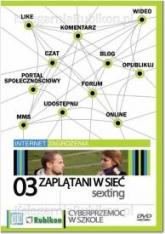 WIDEO
LIKE
KOMENTARZ
CZAT
BLOG
OPUBLIKUJ
PORTAL
SPOŁECZNOŚCIOWY
FORUM
UDOSTĘPNIJ
MMS
ONLINE
INTERNET ZAGROŻENIA
03 ZAPLĄTANI W SIEĆ
sexting
Rubikon
CYBERPRZEMOC
W SZKOLE
DVD